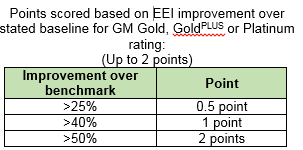 Points scored based on EEI improvement over
stated baseline for GM Gold, GoldPLUS or Platinum
rating:
(Up to 2 points)
Improvement over benchmark
Point
>25%
0.5 point
>40%
1 point
>50%
2 points